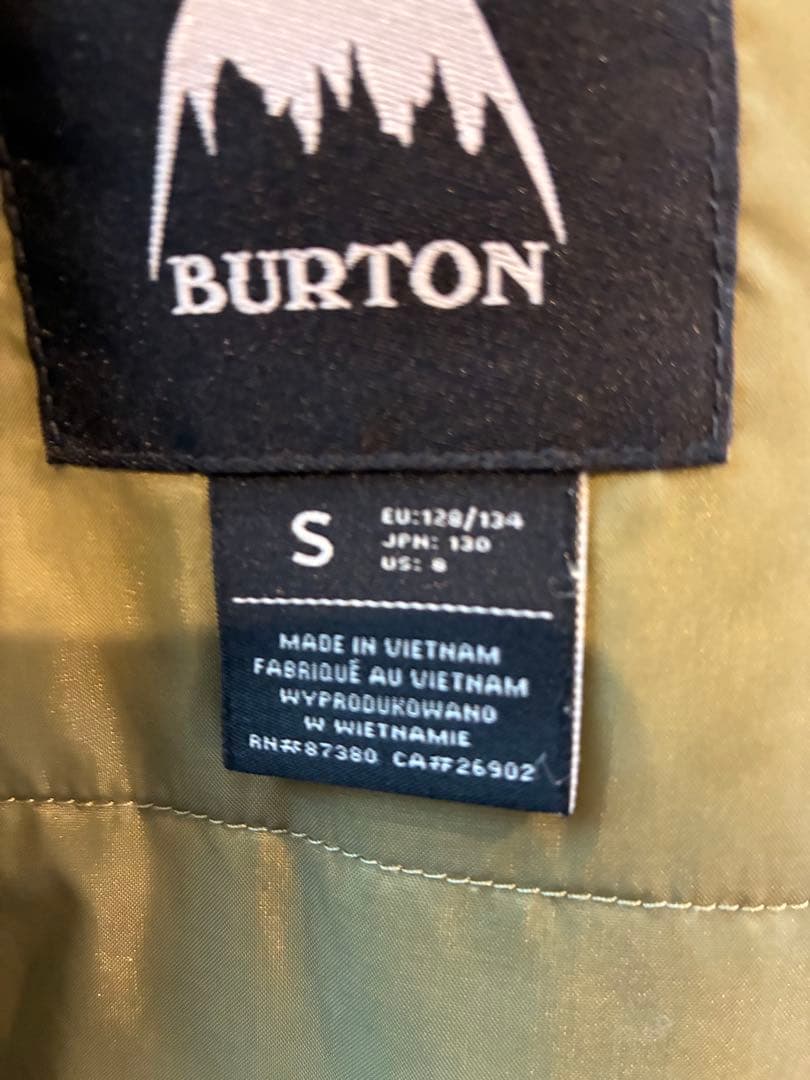 BURTON
S
EU:128/134
JPN: 130
US: 8
MADE IN VIETNAM
FABRIQUÉ AU VIETNAM
WYPRODUKOWANO
W WIETNAMIE
RN#87380 CA#26902